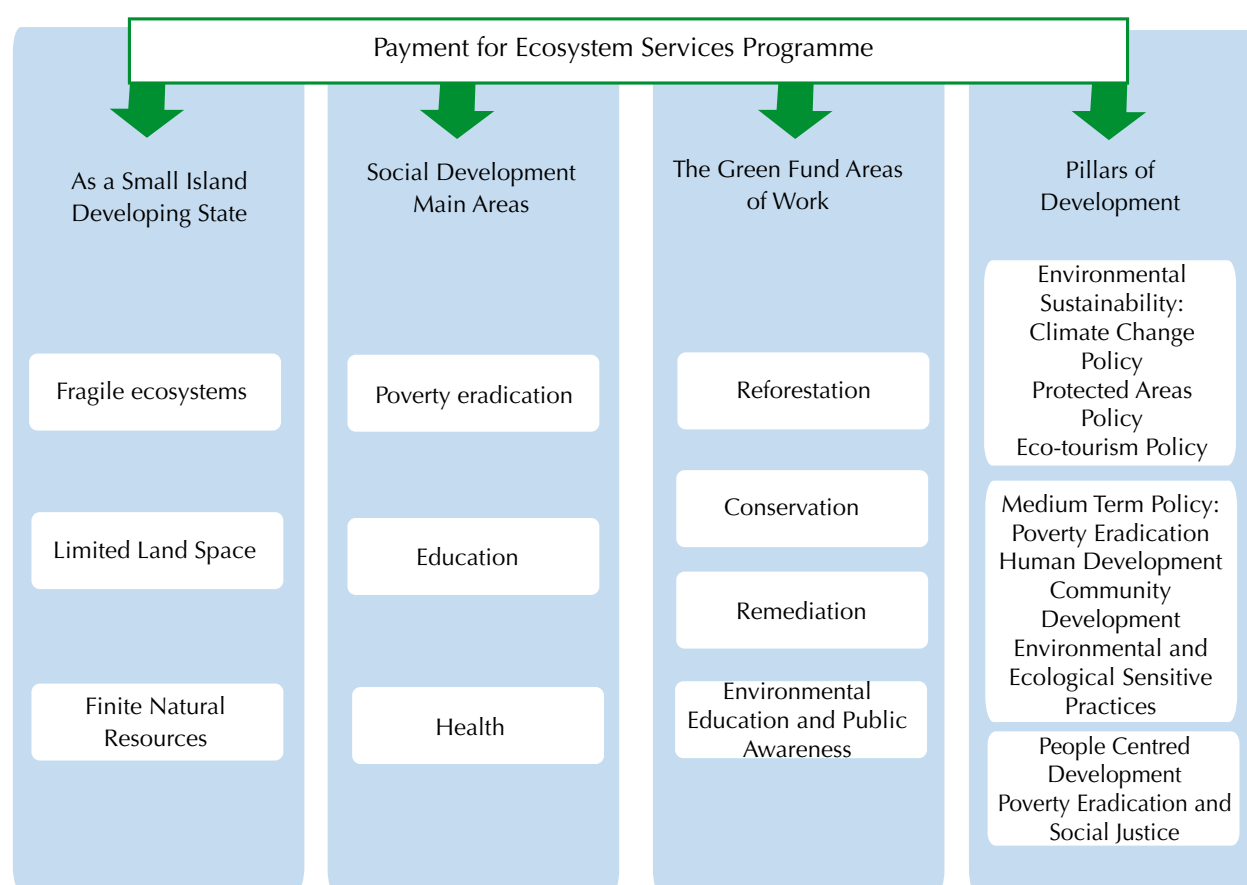 Payment for Ecosystem Services Programme
As a Small Island
Developing State
Fragile ecosystems
Limited Land Space
Finite Natural
Resources
Social Development
Main Areas
Poverty eradication
Education
Health
The Green Fund Areas
of Work
Reforestation
Conservation
Remediation
Environmental
Education and Public
Awareness
Pillars of
Development
Environmental
Sustainability:
Climate Change
Policy
Protected Areas
Policy
Eco-tourism Policy
Medium Term Policy:
Poverty Eradication
Human Development
Community
Development
Environmental and
Ecological Sensitive
Practices
People Centred
Development
Poverty Eradication and
Social Justice